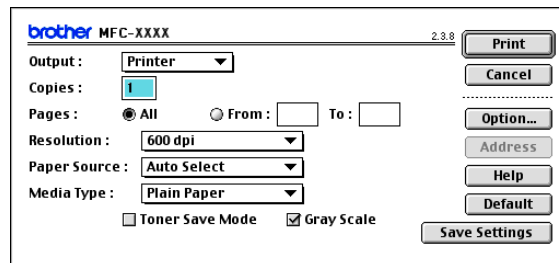 brother MFC-XXXX 2.3.8 Print
Output : Printer Cancel
Copies : 1
Pages : All From : To : Option...
Resolution : 600 dpi Address
Paper Source : Auto Select Help
Media Type : Plain Paper Default
Toner Save Mode Gray Scale Save Settings